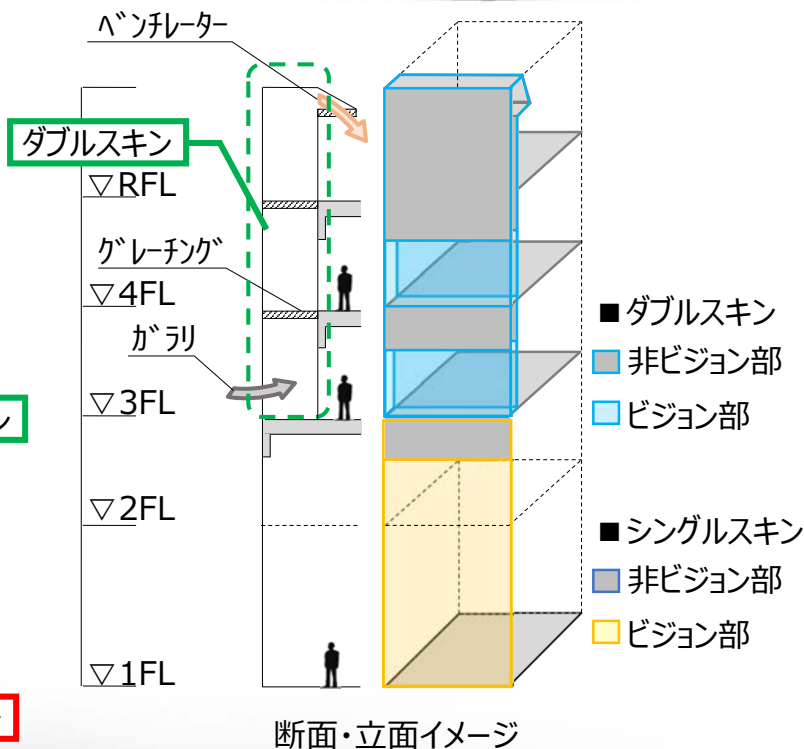 ベンチレーター
ダブルスキン
▽RFL
グレーチング
▽4FL
ガラリ
▽3FL
ン
▽2FL
▽1FL
■ダブルスキン
非ビジョン部
ビジョン部
■シングルスキン
非ビジョン部
ビジョン部
断面・立面イメージ